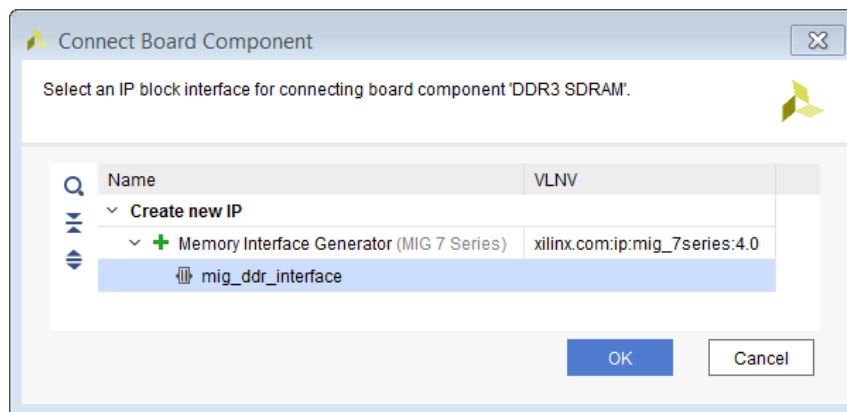 Connect Board Component
Select an IP block interface for connecting board component 'DDR3 SDRAM'.
Name VLNV
Create new IP
Memory Interface Generator (MIG 7 Series) xilinx.com:ip:mig_7series:4.0
mig_ddr_interface
OK Cancel